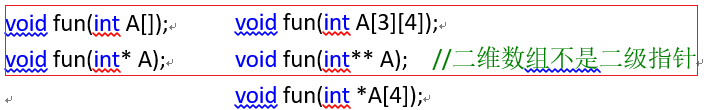 void fun(int A[]); void fun(int A[3][4]);
void fun(int* A); void fun(int** A); //二维数组不是二级指针
void fun(int *A[4]);